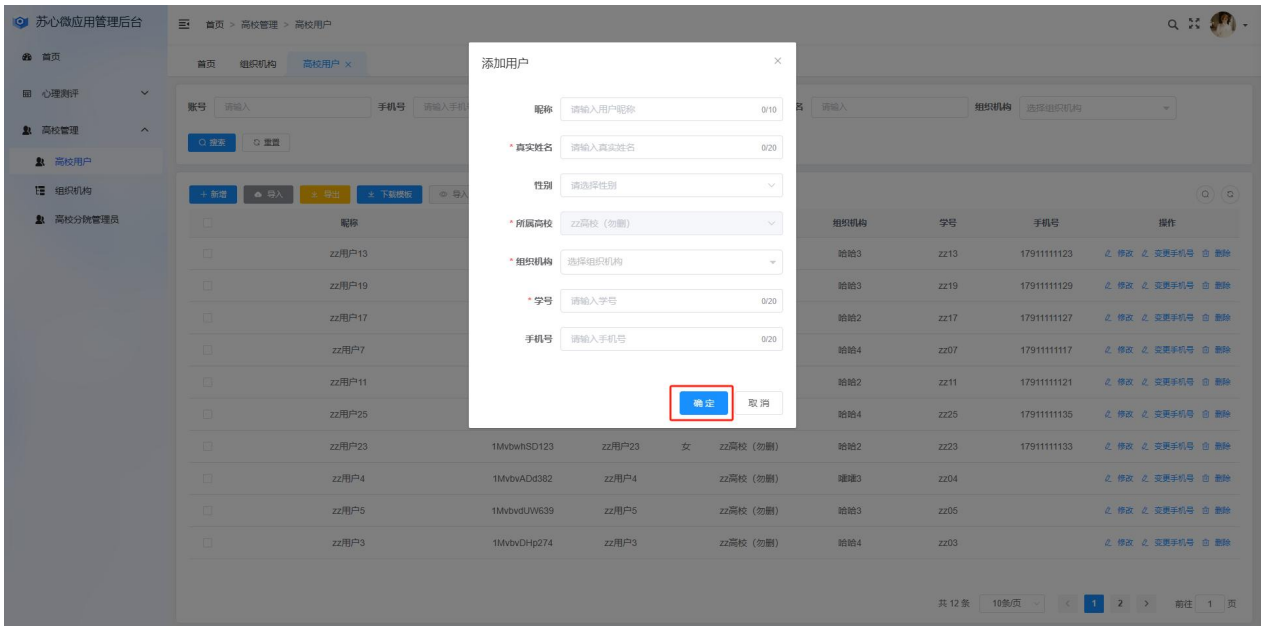 苏心微应用管理后台
首页 > 高校管理 > 高校用户
首页
心理测评
高校管理
高校用户
组织机构
高校分院管理员
首页 组织机构 高校用户 ×
账号 请输入 手机号 请输入手机 名 请输入 组织机构 选择组织机构
搜索 重置
+ 新增 导入 导出 下载模板 导入
昵称 组织机构 学号 手机号 操作
zz用户13 哈哈3 zz13 17911111123 修改 变更手机号 删除
zz用户19 哈哈3 zz19 17911111129 修改 变更手机号 删除
zz用户17 哈哈2 zz17 17911111127 修改 变更手机号 删除
zz用户7 哈哈4 zz07 17911111117 修改 变更手机号 删除
zz用户11 哈哈2 zz11 17911111121 修改 变更手机号 删除
zz用户25 哈哈4 zz25 17911111135 修改 变更手机号 删除
zz用户23 1MvbwhSD123 zz用户23 女 zz高校（勿删） 哈哈2 zz23 17911111133 修改 变更手机号 删除
zz用户4 1MvbvADd382 zz用户4 zz高校（勿删） 嘻嘻3 zz04 修改 变更手机号 删除
zz用户5 1MvbvdUW639 zz用户5 zz高校（勿删） 哈哈3 zz05 修改 变更手机号 删除
zz用户3 1MvbvDHp274 zz用户3 zz高校（勿删） 哈哈4 zz03 修改 变更手机号 删除
共 12 条 10条/页 < 1 2 > 前往 1 页
添加用户 ×
昵称 请输入用户昵称 0/10
* 真实姓名 请输入真实姓名 0/20
性别 请选择性别
* 所属高校 zz高校（勿删）
* 组织机构 选择组织机构
* 学号 请输入学号 0/20
手机号 请输入手机号 0/20
确定 取消